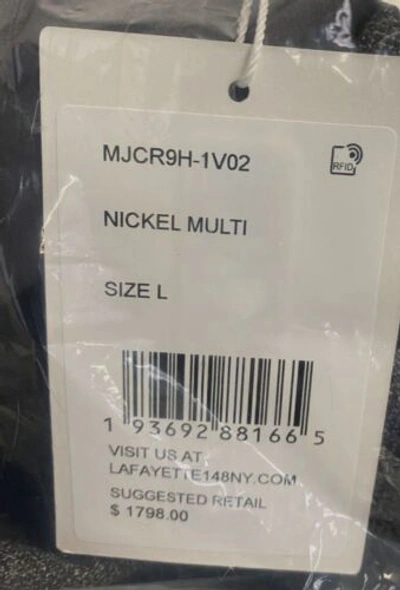 MJCR9H-1V02
RFID
NICKEL MULTI
SIZE L
1 93692 88166 5
VISIT US AT
LAFAYETTE148NY.COM
SUGGESTED RETAIL
$ 1798.00